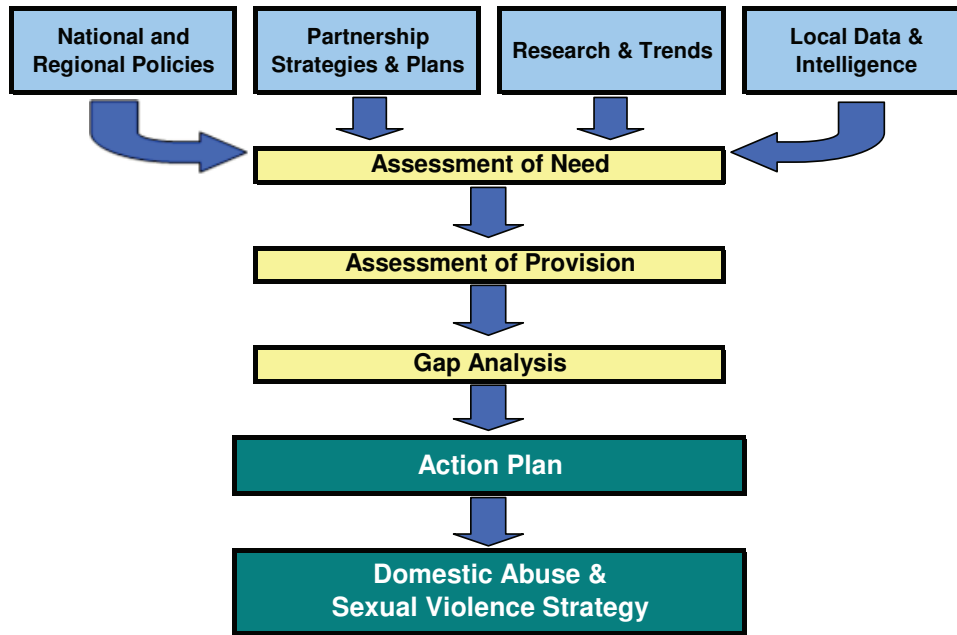 National and
Regional Policies
Partnership
Strategies & Plans
Research & Trends
Local Data &
Intelligence
Assessment of Need
Assessment of Provision
Gap Analysis
Action Plan
Domestic Abuse &
Sexual Violence Strategy